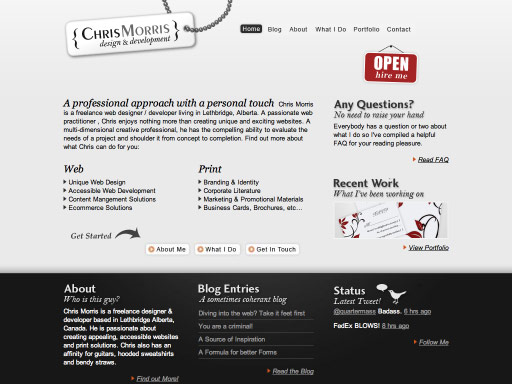 { CHRISMORRIS }
design & development
Home Blog About What I Do Portfolio Contact
OPEN
hire me
A professional approach with a personal touch Chris Morris
is a freelance web designer / developer living in Lethbridge, Alberta. A passionate web
practitioner , Chris enjoys nothing more than creating unique and exciting websites. A
multi-dimensional creative professional, he has the compelling ability to evaluate the
needs of a project and shoulder it from concept to completion. Find out more about
what Chris can do for you:
Web
Unique Web Design
Accessible Web Development
Content Mangement Solutions
Ecommerce Solutions
Print
Branding & Identity
Corporate Literature
Marketing & Promotional Materials
Business Cards, Brochures, etc...
Get Started
About Me
What I Do
Get In Touch
Any Questions?
No need to raise your hand
Everybody has a question or two about
what I do so I've compiled a helpful
FAQ for your reading pleasure.
Read FAQ
Recent Work
What I've been working on
View Portfolio
About
Who is this guy?
Chris Morris is a freelance designer &
developer based in Lethbridge Alberta,
Canada. He is passionate about
creating appealing, accessible websites
and print solutions. Chris also has an
affinity for guitars, hooded sweatshirts
and bendy straws.
Find out More!
Blog Entries
A sometimes coherent blog
Diving into the web? Take it feet first
You are a criminal!
A Source of Inspiration
A Formula for better Forms
Read the Blog
Status
Latest Tweet!
@quartermass Badass. 6 hrs ago
FedEx BLOWS! 8 hrs ago
Follow Me